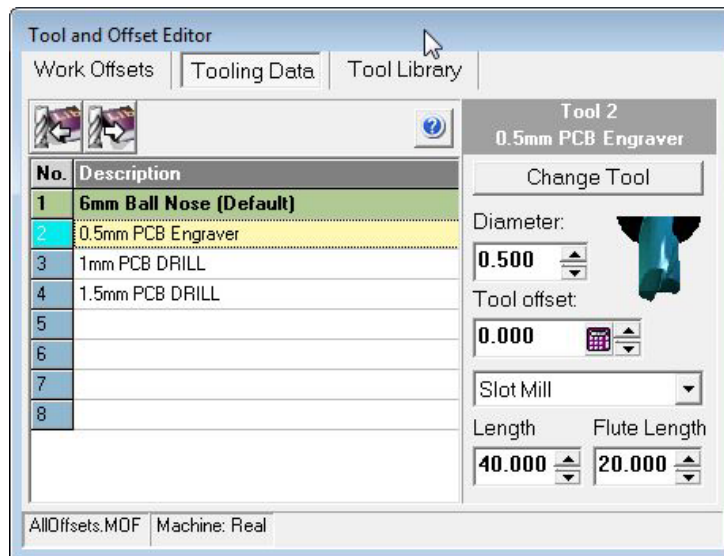 Tool and Offset Editor
Work Offsets Tooling Data Tool Library
Tool 2
0.5mm PCB Engraver
No. Description
1 6mm Ball Nose (Default)
2 0.5mm PCB Engraver
3 1mm PCB DRILL
4 1.5mm PCB DRILL
5
6
7
8
Change Tool
Diameter:
0.500
Tool offset:
0.000
Slot Mill
Length Flute Length
40.000 20.000
AllOffsets.MOF Machine: Real